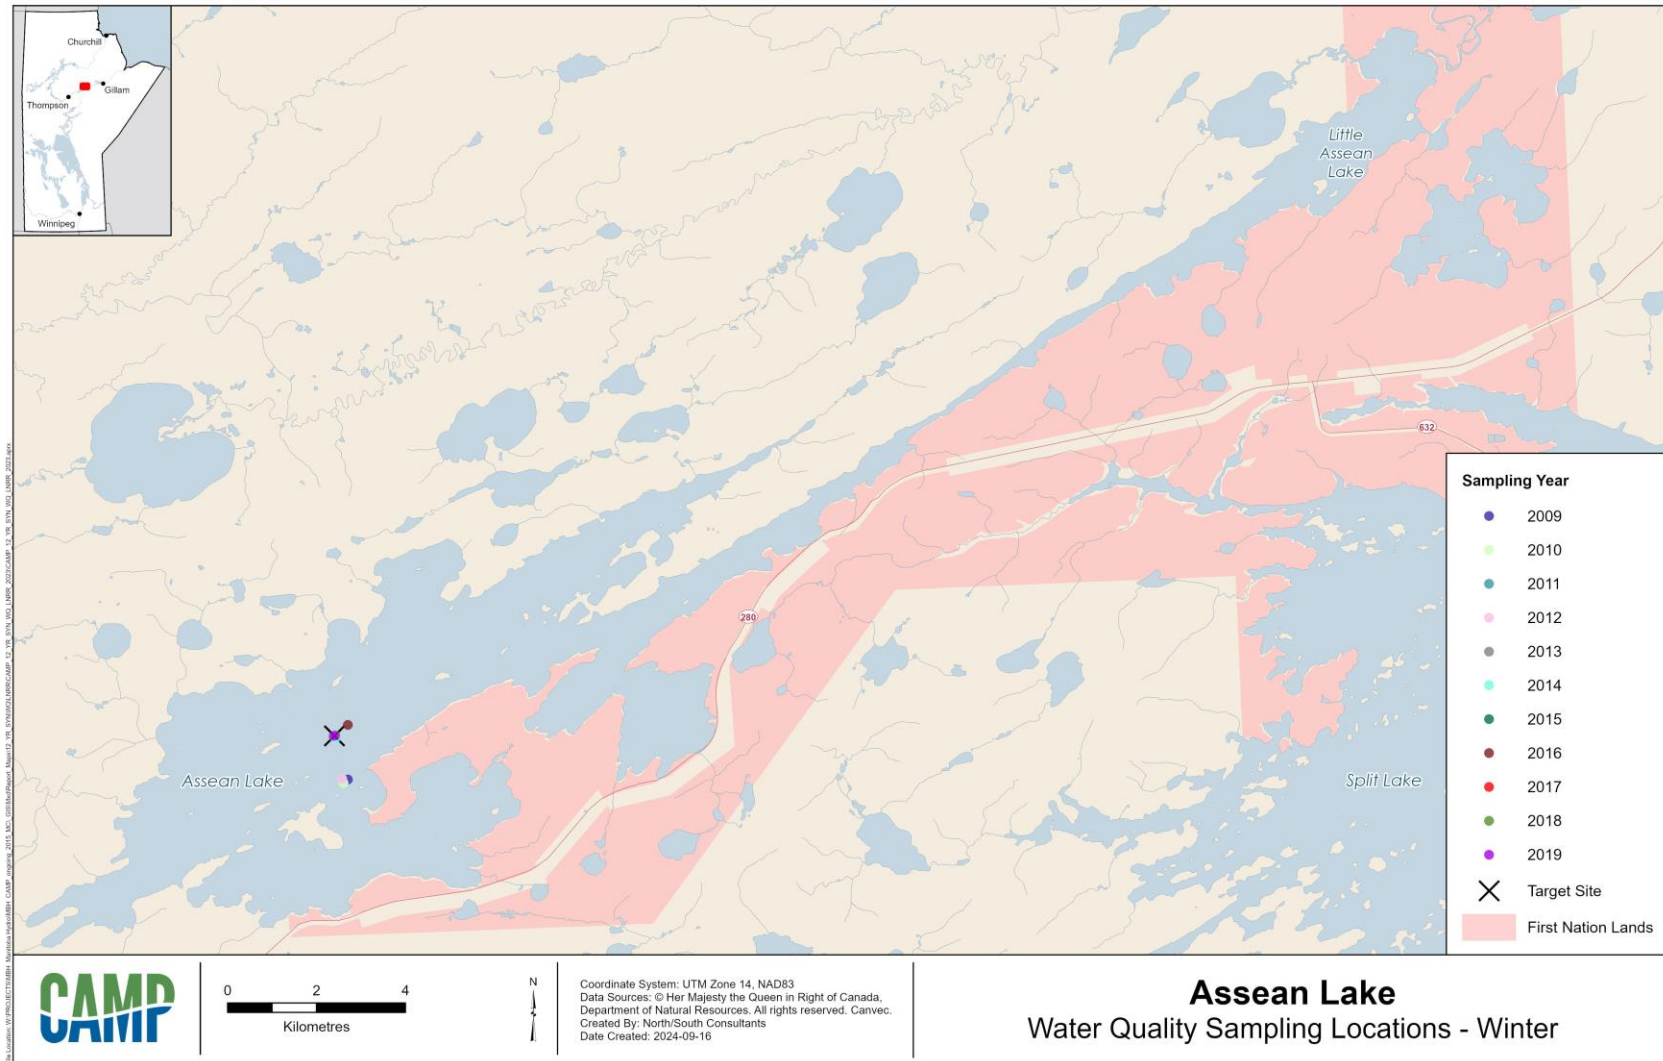 Churchill
Gillam
Thompson
Winnipeg
Little
Assean
Lake
632
280
Assean Lake
Split Lake
Sampling Year
2009
2010
2011
2012
2013
2014
2015
2016
2017
2018
2019
Target Site
First Nation Lands
CAMP
0 2 4
Kilometres
N
Coordinate System: UTM Zone 14, NAD83
Data Sources: © Her Majesty the Queen in Right of Canada,
Department of Natural Resources. All rights reserved. Canvec.
Created By: North/South Consultants
Date Created: 2024-09-16
Assean Lake
Water Quality Sampling Locations - Winter